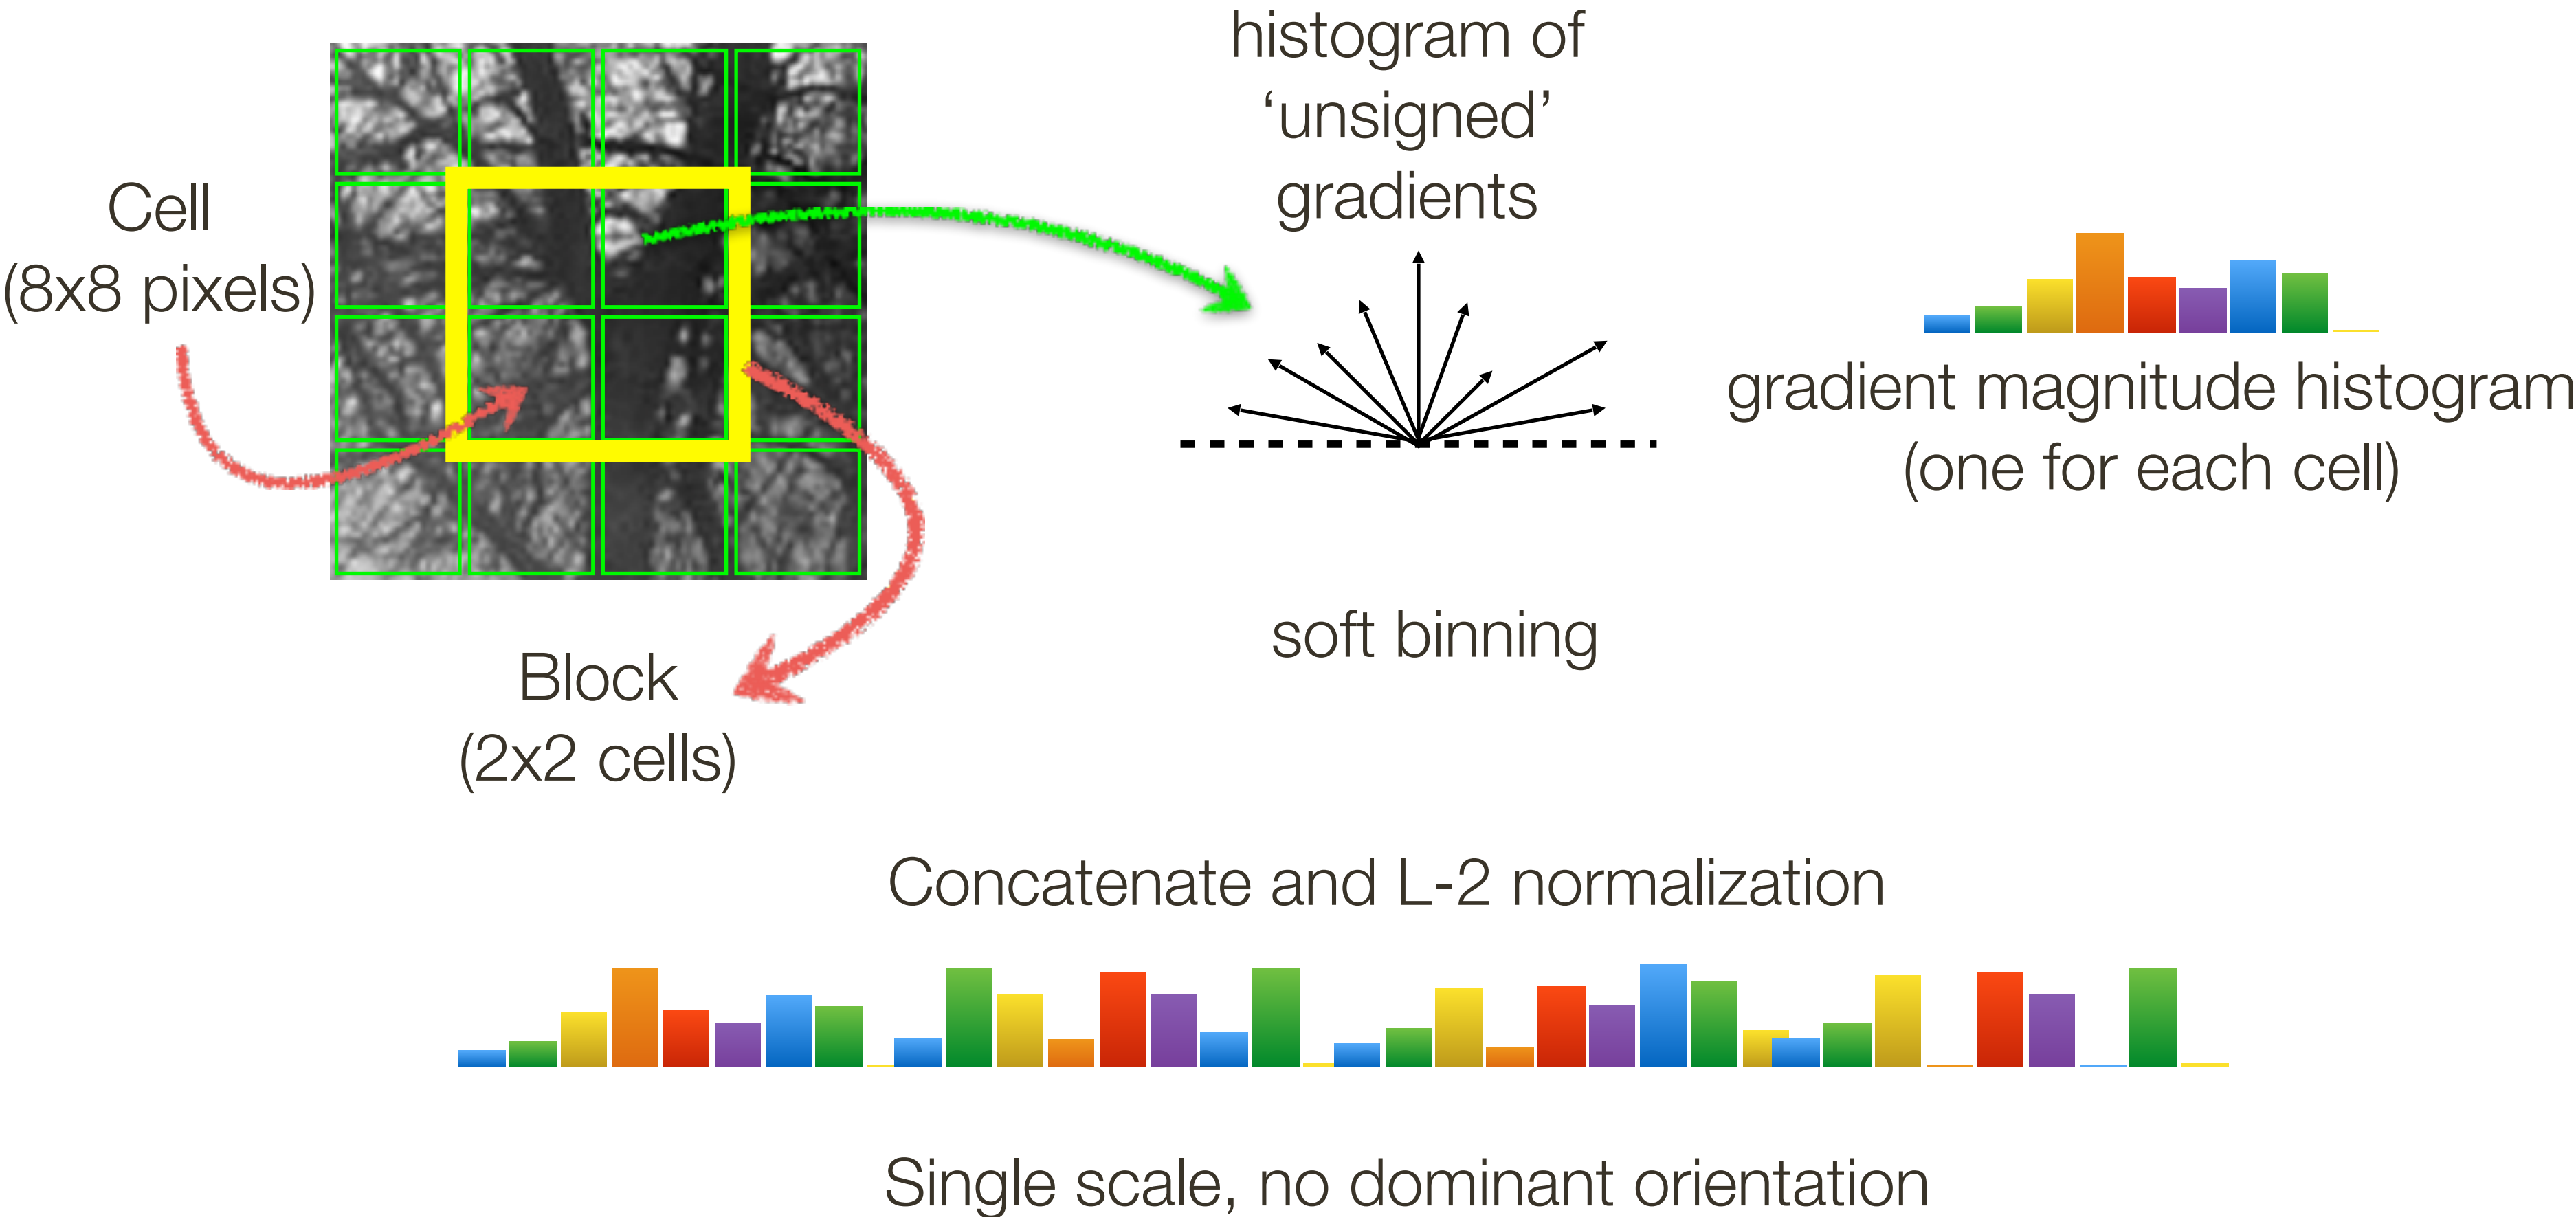 histogram of
‘unsigned’
gradients
Cell
(8x8 pixels)
gradient magnitude histogram
(one for each cell)
soft binning
Block
(2x2 cells)
Concatenate and L-2 normalization
Single scale, no dominant orientation